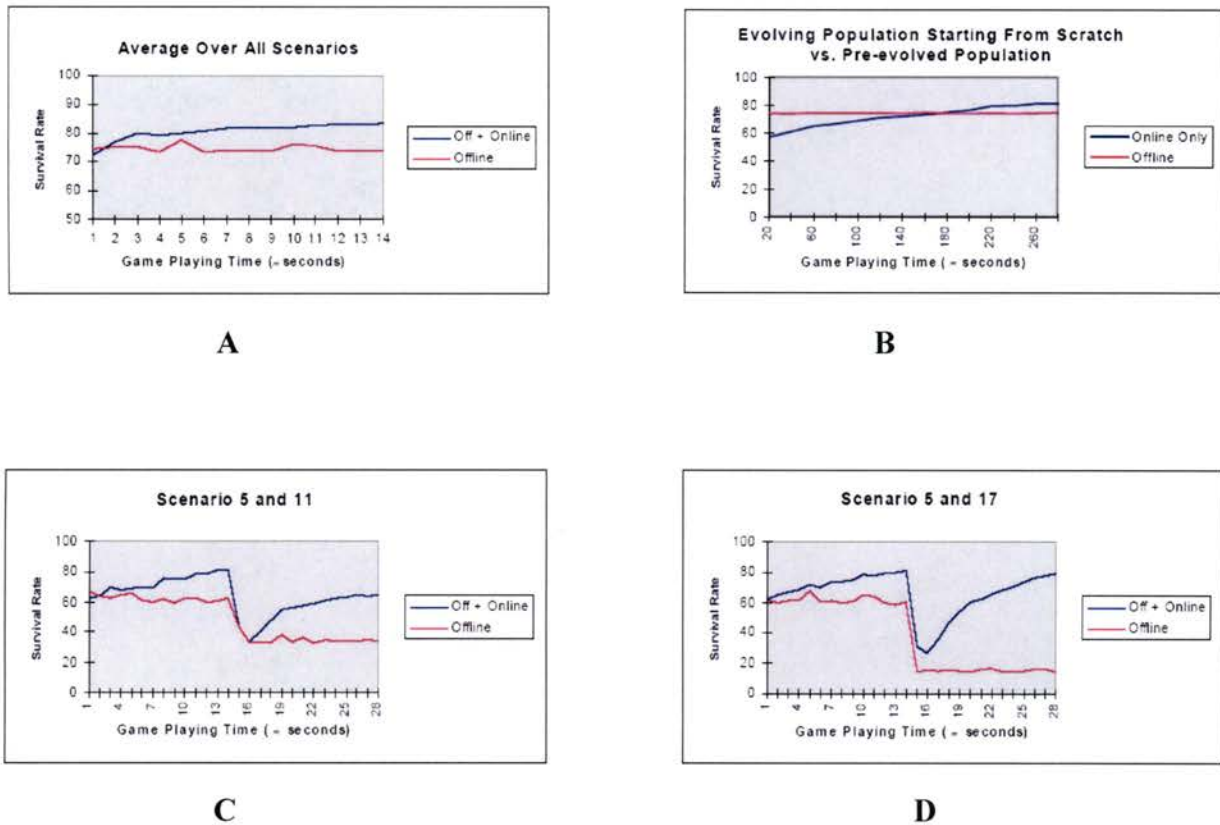 Average Over All Scenarios
100
90
80
70
60
50
Survival Rate
1 2 3 4 5 6 7 8 9 10 11 12 13 14
Game Playing Time (= seconds)
Off + Online
Offline
A
Evolving Population Starting From Scratch
vs. Pre-evolved Population
100
80
60
40
20
0
Survival Rate
20 60 100 140 180 220 260
Game Playing Time ( = seconds)
Online Only
Offline
B
Scenario 5 and 11
100
80
60
40
20
0
Survival Rate
1 4 7 10 13 16 19 22 25 28
Game Playing Time ( = seconds)
Off + Online
Offline
C
Scenario 5 and 17
100
80
60
40
20
0
Survival Rate
1 4 7 10 13 16 19 22 25 28
Game Playing Time ( = seconds)
Off + Online
Offline
D